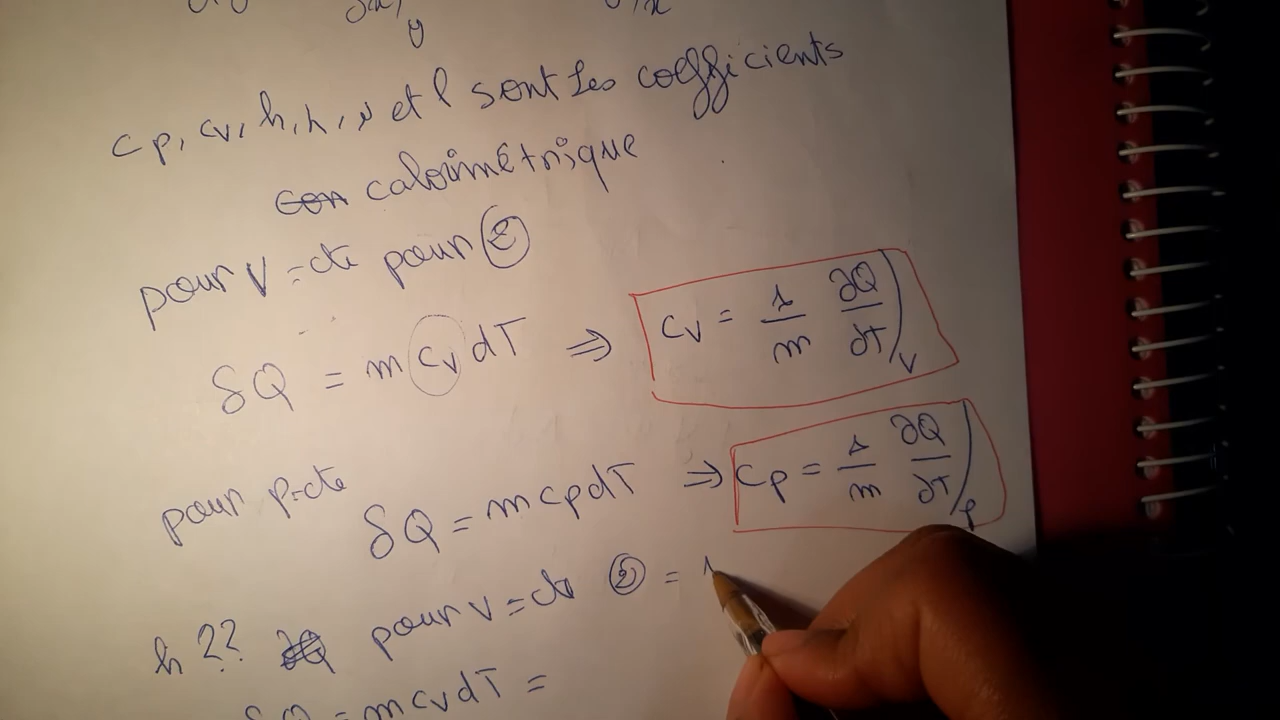 cp, cv, h, λ, μ et l sont les coefficients
calorimétrique
pour V = cte pour ②
δQ = m cv dT ⇒ cv = 1/m ∂Q/∂T)v
pour p=cte
δQ = m cp dT ⇒ cp = 1/m ∂Q/∂T)p
h ?? pour V = cte ② = 1
δQ = m cv dT =